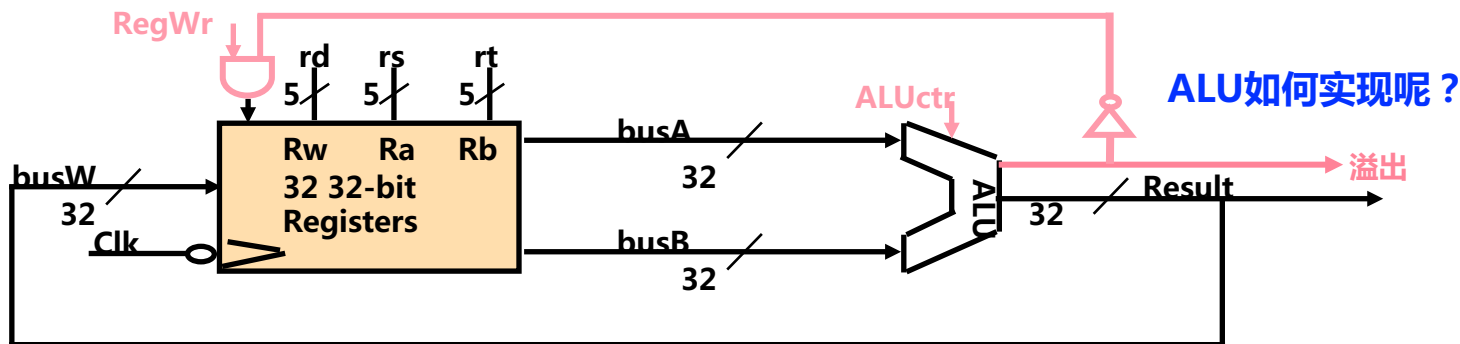 RegWr
rd rs rt
5 5 5
ALUctr
ALU如何实现呢？
busA
32
Rw Ra Rb
busW
32
32 32-bit
Registers
Clk
busB
32
ALU
溢出
Result
32